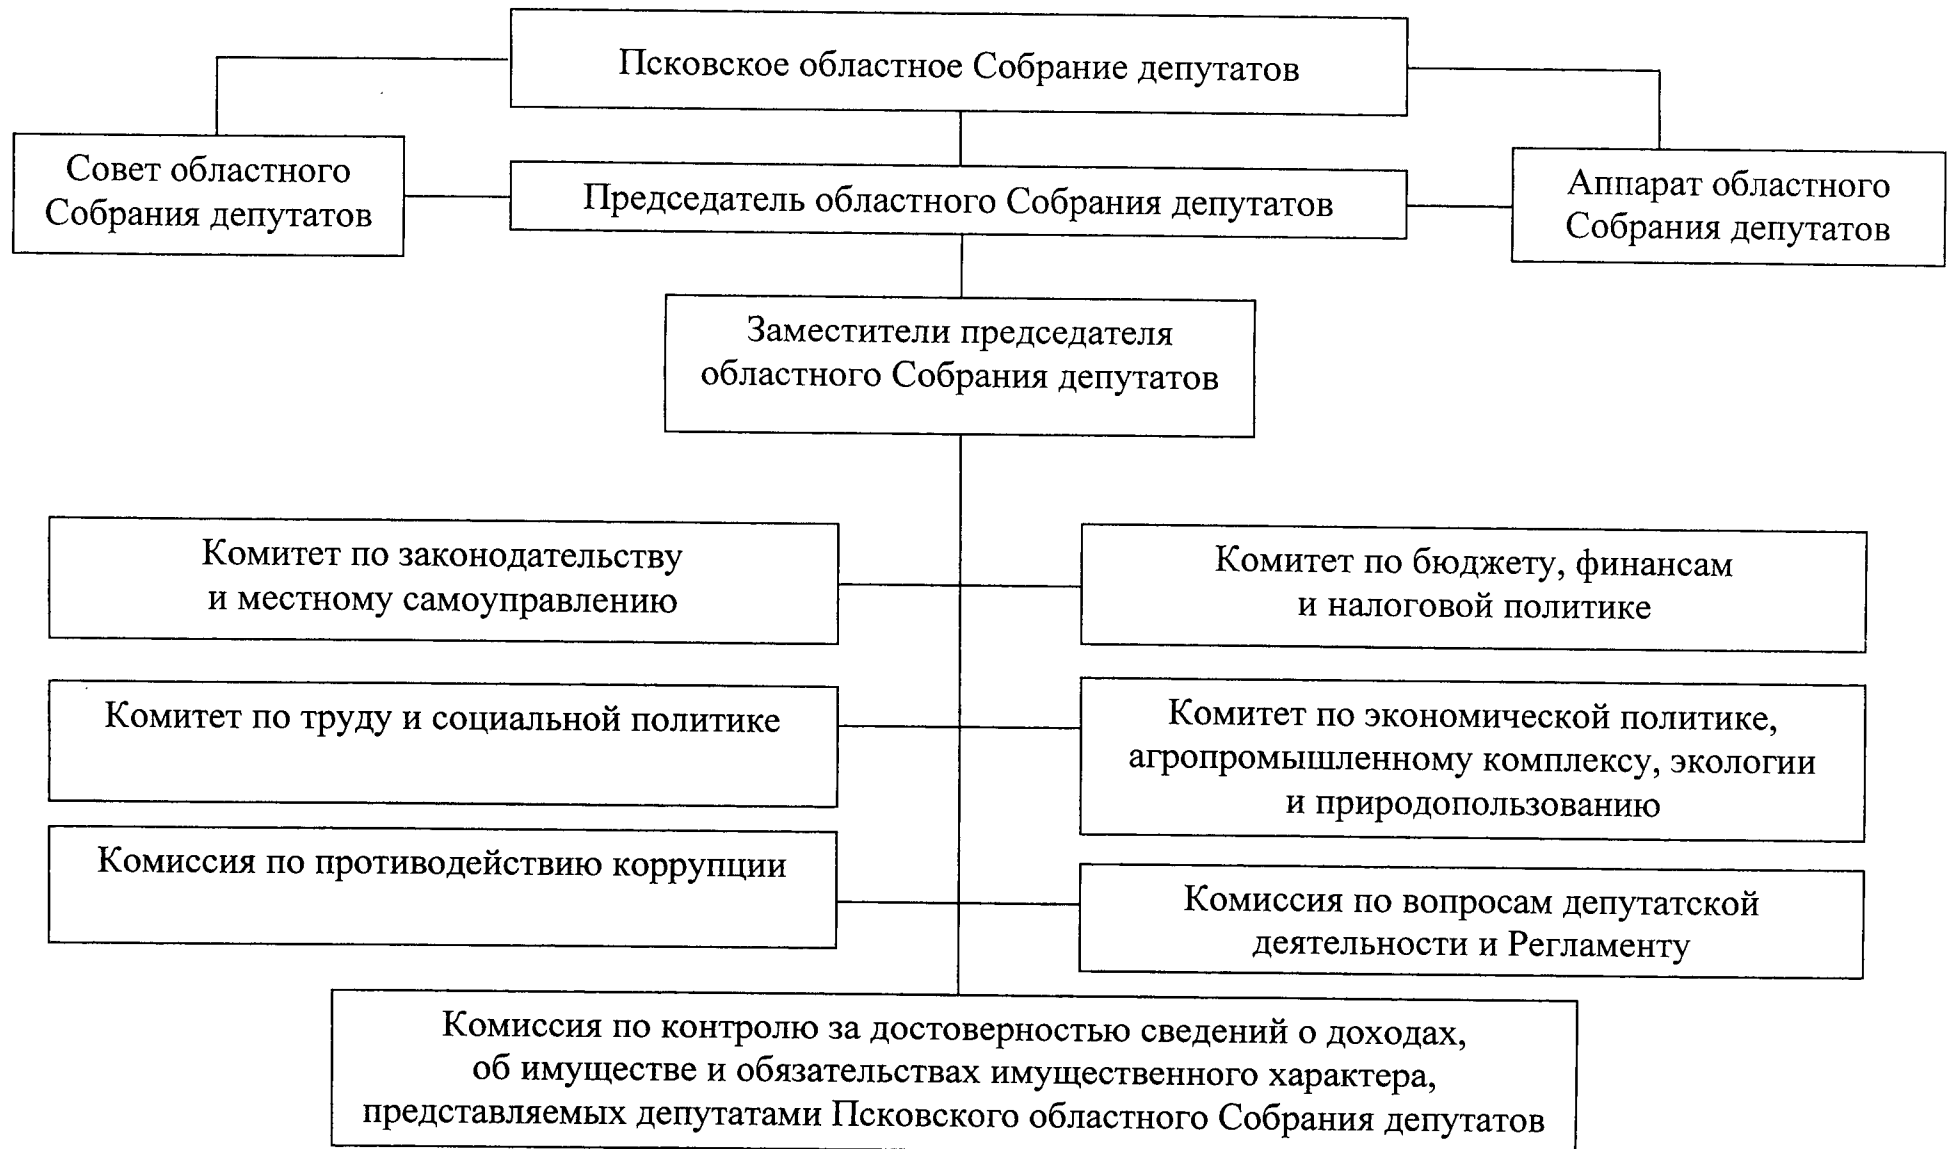 Псковское областное Собрание депутатов
Совет областного
Собрания депутатов
Председатель областного Собрания депутатов
Аппарат областного
Собрания депутатов
Заместители председателя
областного Собрания депутатов
Комитет по законодательству
и местному самоуправлению
Комитет по бюджету, финансам
и налоговой политике
Комитет по труду и социальной политике
Комитет по экономической политике,
агропромышленному комплексу, экологии
и природопользованию
Комиссия по противодействию коррупции
Комиссия по вопросам депутатской
деятельности и Регламенту
Комиссия по контролю за достоверностью сведений о доходах,
об имуществе и обязательствах имущественного характера,
представляемых депутатами Псковского областного Собрания депутатов